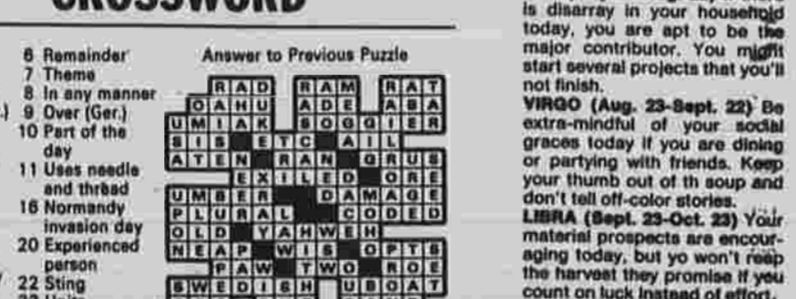 CROSSWORD
6 Remainder
7 Theme
8 In any manner
9 Over (Ger.)
10 Part of the
day
11 Uses needle
and thread
16 Normandy
invasion day
20 Experienced
person
22 Sting
Answer to Previous Puzzle
RAD RAM RAT
OAHU ADE ABA
UMIAK SOGGIER
SIS ETC AIL
ATEN RAN GRUS
EXILED ORE
UMBER DAMAGE
PLURAL CODED
OLD YAHWEH
NEAP WIS OPTS
PAW TWO ROE
SWEDISH UBOAT
is disarray in your household
today, you are apt to be the
major contributor. You might
start several projects that you'll
not finish.
VIRGO (Aug. 23-Sept. 22) Be
extra-mindful of your social
graces today if you are dining
or partying with friends. Keep
your thumb out of th soup and
don't tell off-color stories.
LIBRA (Sept. 23-Oct. 23) Your
material prospects are encour-
aging today, but yo won't reap
the harvest they promise if you
count on luck instead of effort.